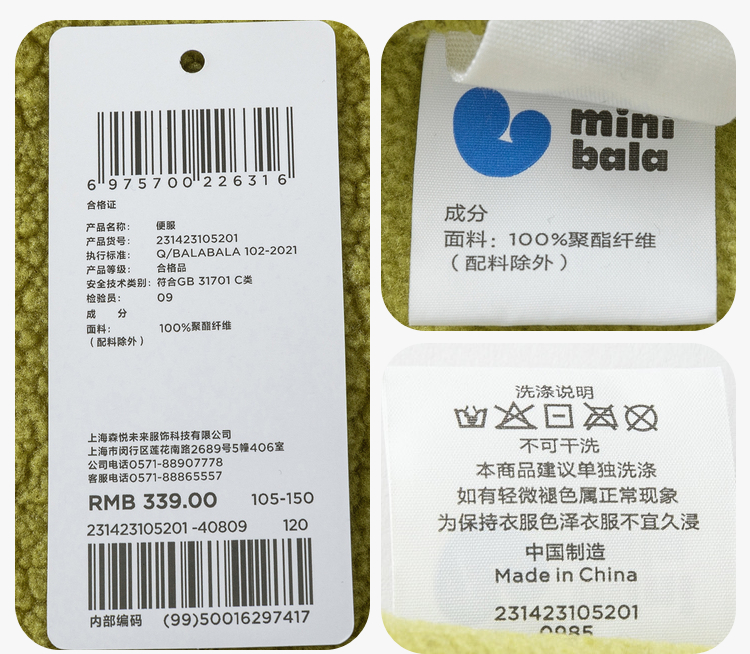 6 975700 226316
合格证
产品名称: 便服
产品货号: 231423105201
执行标准: Q/BALABALA 102-2021
产品等级: 合格品
安全技术类别: 符合GB 31701 C类
检验员: 09
成 分
面料: 100%聚酯纤维
(配料除外)
上海森悦未来服饰科技有限公司
上海市闵行区莲花南路2689号5幢406室
公司电话0571-88907778
客服电话0571-88865557
RMB 339.00 105-150
231423105201 -40809 120
内部编码 (99)50016297417
mini
bala
成分
面料: 100%聚酯纤维
(配料除外)
洗涤说明
不可干洗
本商品建议单独洗涤
如有轻微褪色属正常现象
为保持衣服色泽衣服不宜久浸
中国制造
Made in China
231423105201
0985